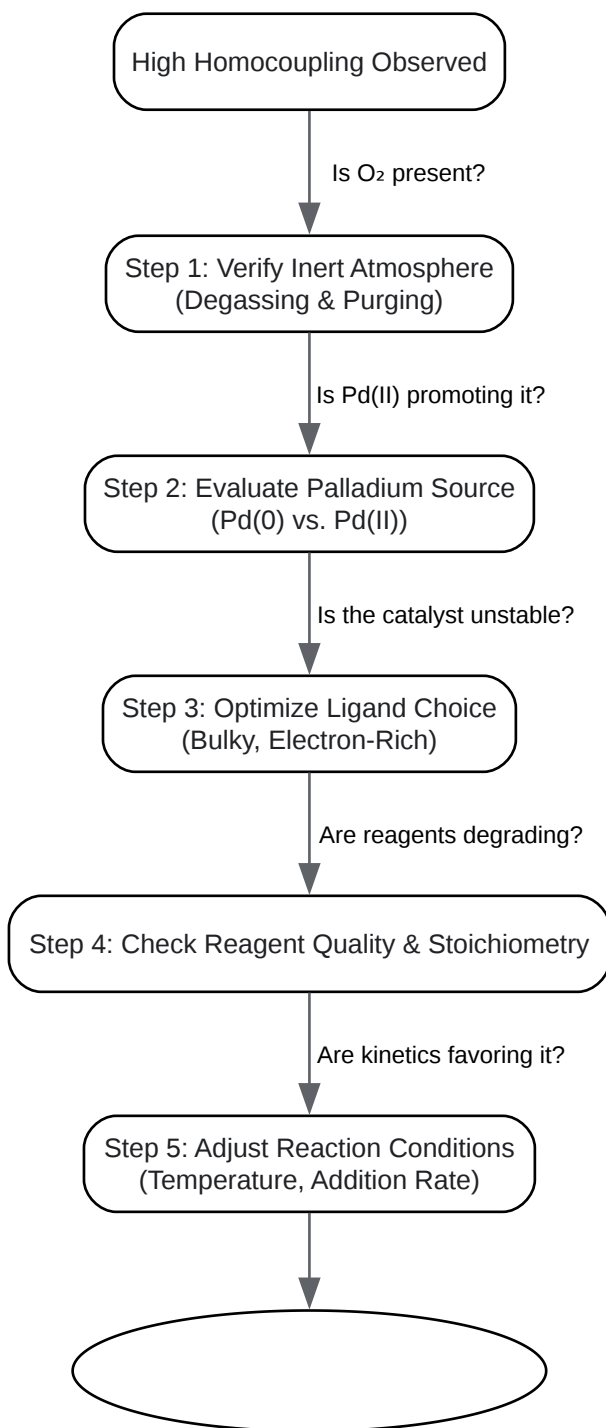 High Homocoupling Observed
Is O₂ present?
Step 1: Verify Inert Atmosphere
(Degassing & Purging)
Is Pd(II) promoting it?
Step 2: Evaluate Palladium Source
(Pd(0) vs. Pd(II))
Is the catalyst unstable?
Step 3: Optimize Ligand Choice
(Bulky, Electron-Rich)
Are reagents degrading?
Step 4: Check Reagent Quality & Stoichiometry
Are kinetics favoring it?
Step 5: Adjust Reaction Conditions
(Temperature, Addition Rate)